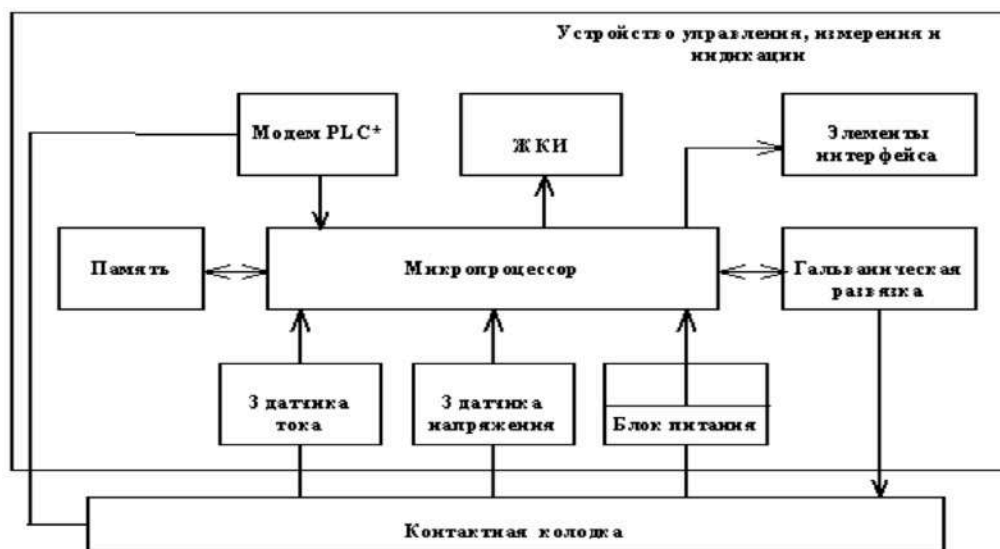 Устройство управления, измерения и
индикации
Модем PLC*
ЖКИ
Элементы
интерфейса
Память
Микропроцессор
Гальваническая
развязка
3 датчика
тока
3 датчика
напряжения
Блок питания
Контактная колодка